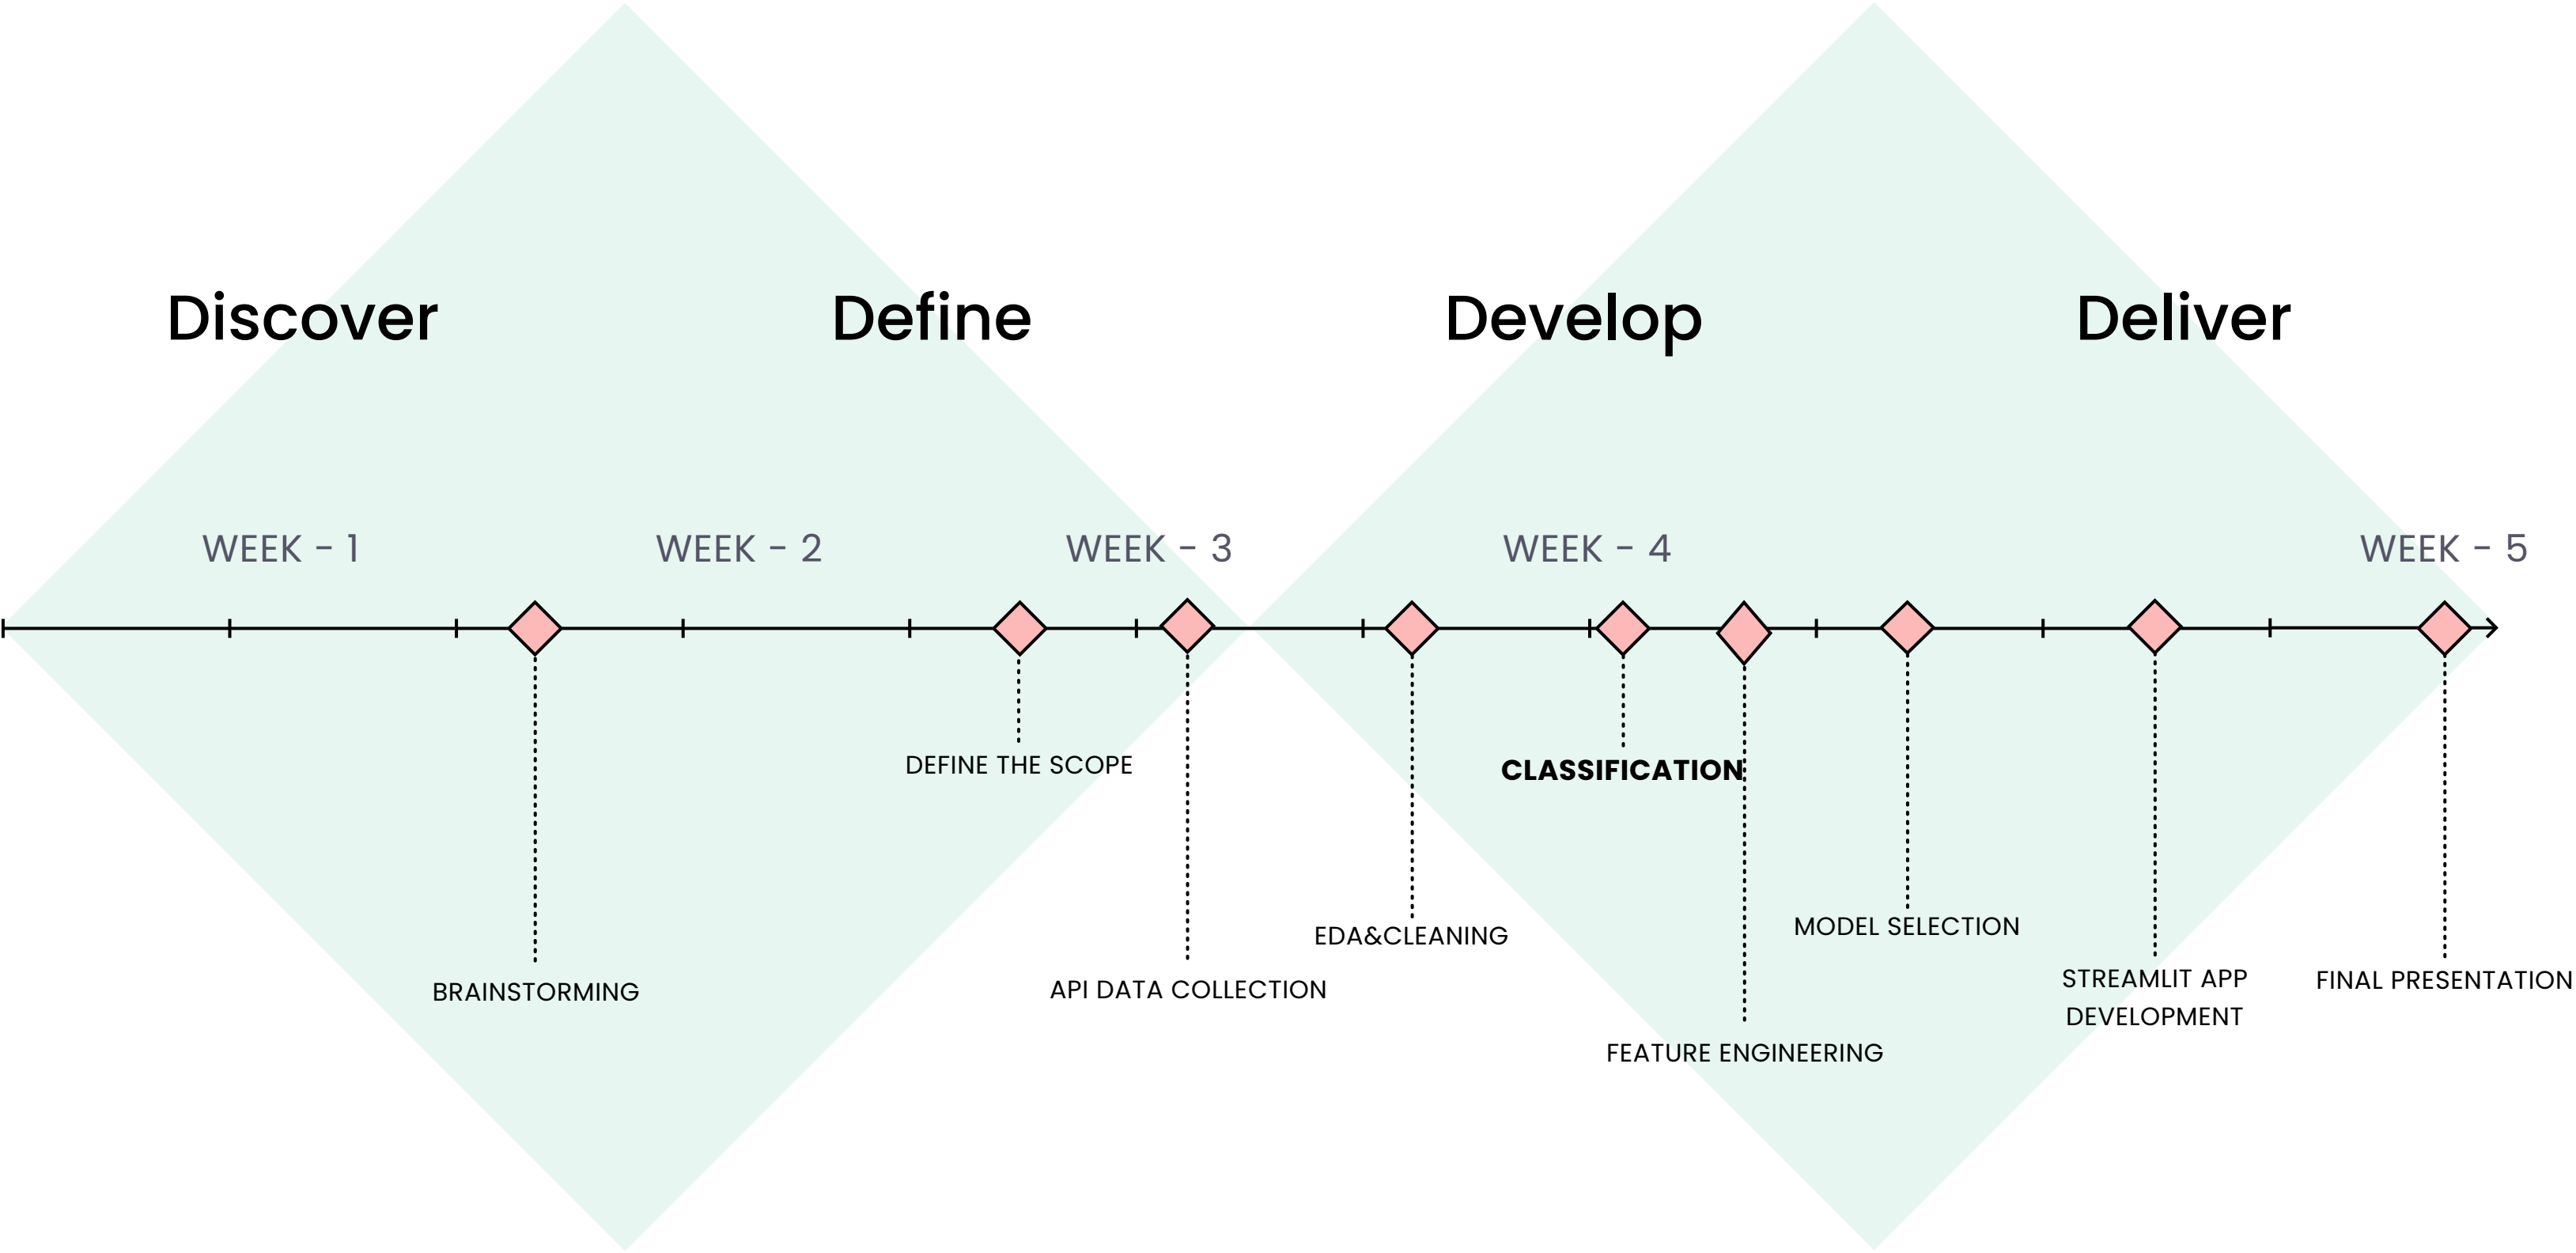 Discover
Define
Develop
Deliver
WEEK - 1
WEEK - 2
WEEK - 3
WEEK - 4
WEEK - 5
DEFINE THE SCOPE
CLASSIFICATION
MODEL SELECTION
EDA&CLEANING
BRAINSTORMING
API DATA COLLECTION
STREAMLIT APP
DEVELOPMENT
FINAL PRESENTATION
FEATURE ENGINEERING